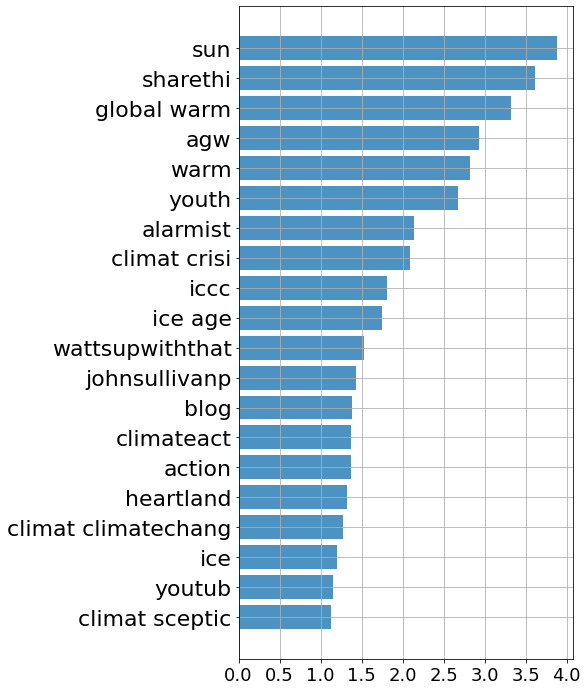 sun
sharethi
global warm
agw
warm
youth
alarmist
climat crisi
iccc
ice age
wattsupwiththat
johnsullivanp
blog
climateact
action
heartland
climat climatechang
ice
youtub
climat sceptic
0.0 0.5 1.0 1.5 2.0 2.5 3.0 3.5 4.0